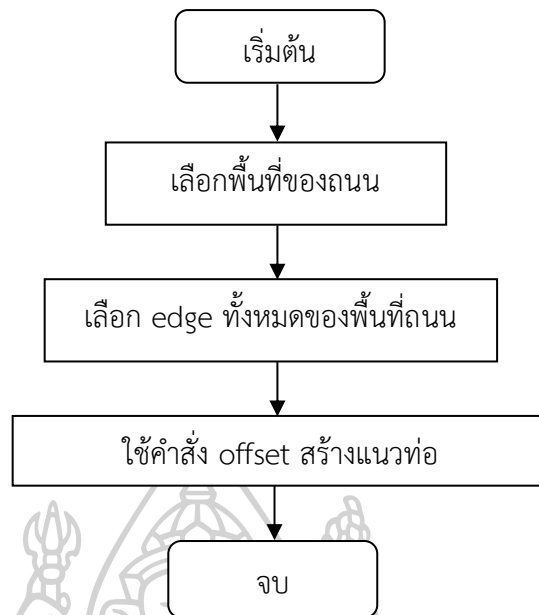 เริ่มต้น
เลือกพื้นที่ของถนน
เลือก edge ทั้งหมดของพื้นที่ถนน
ใช้คำสั่ง offset สร้างแนวท่อ
จบ